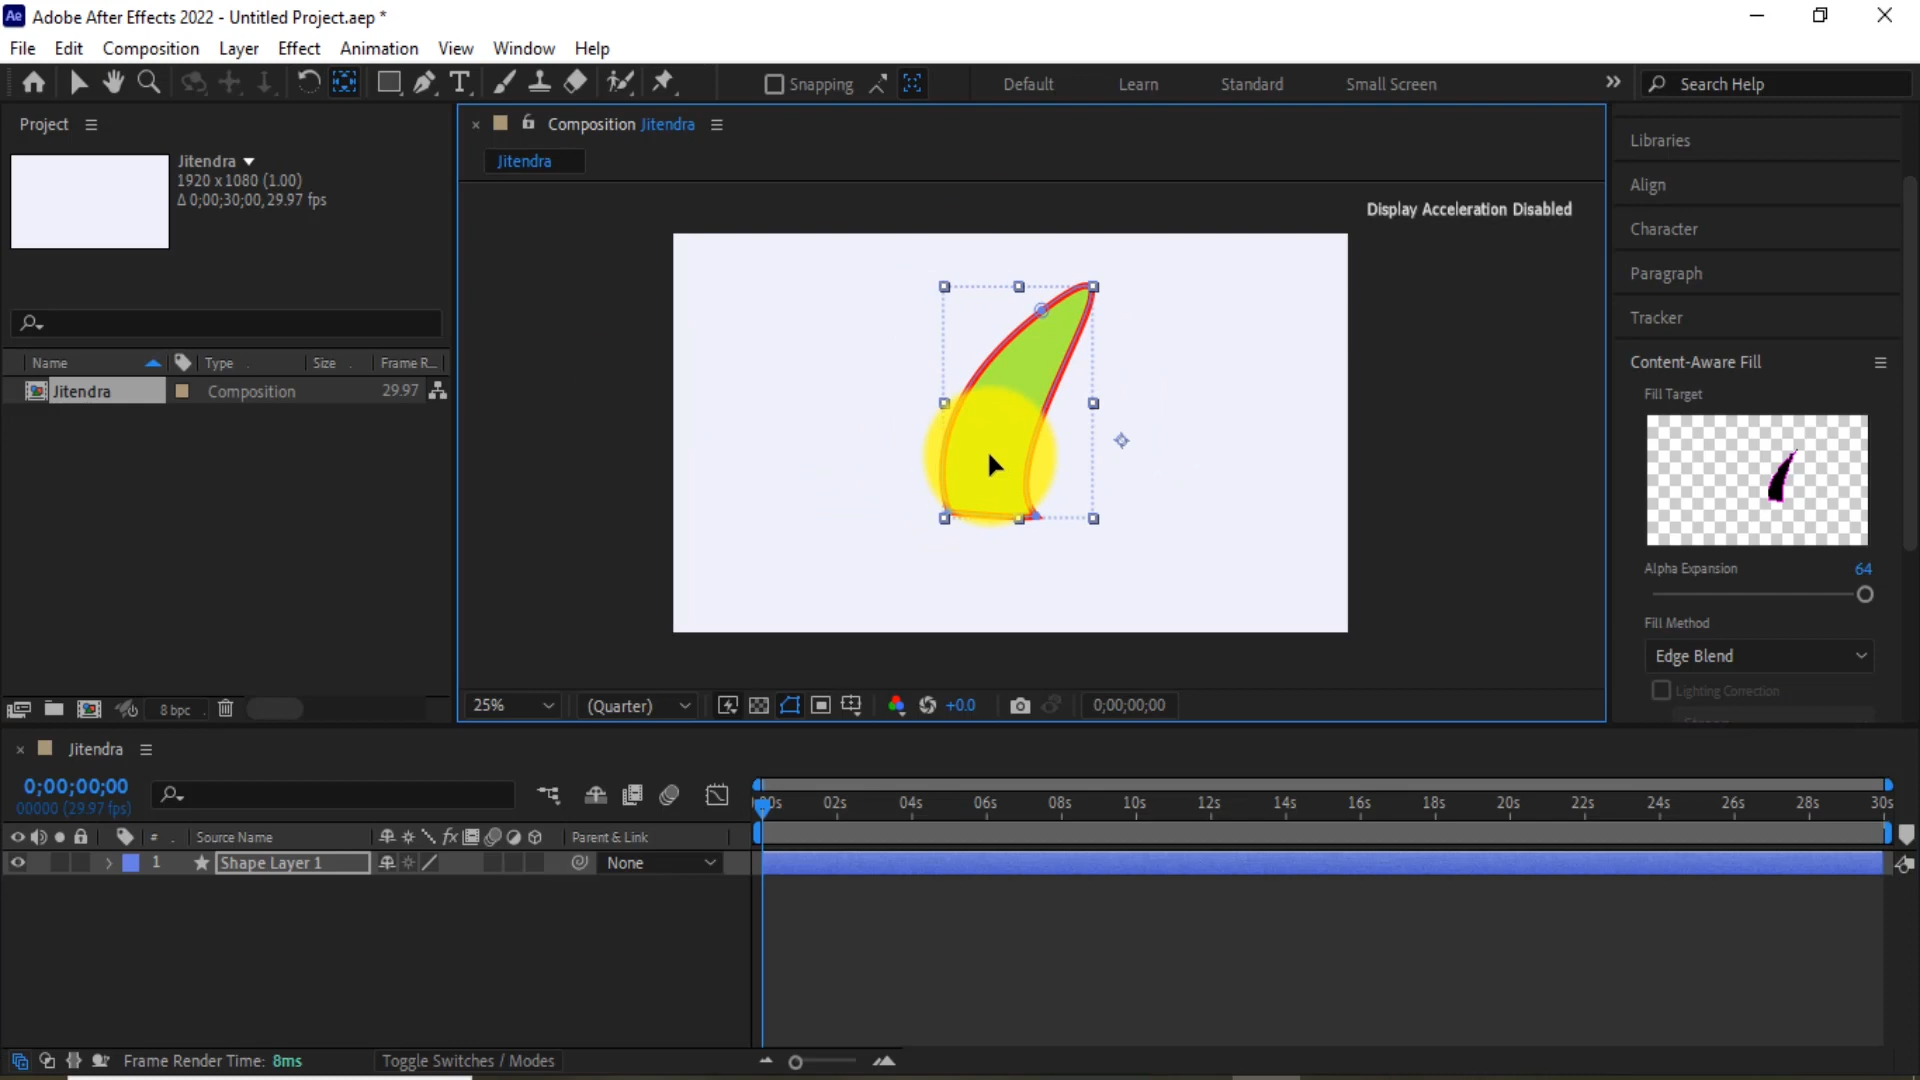 Ae Adobe After Effects 2022 - Untitled Project.aep *
File Edit Composition Layer Effect Animation View Window Help
Snapping Default Learn Standard Small Screen Search Help
Project
Jitendra
1920 x 1080 (1.00)
Δ 0;00;30;00, 29.97 fps
Name Type Size Frame R...
Jitendra Composition 29.97
8 bpc
Composition Jitendra
Jitendra
Display Acceleration Disabled
25% (Quarter) +0.0 0;00;00;00
Libraries
Align
Character
Paragraph
Tracker
Content-Aware Fill
Fill Target
Alpha Expansion 64
Fill Method
Edge Blend
Lighting Correction
Jitendra
0;00;00;00
00000 (29.97 fps)
02s 04s 06s 08s 10s 12s 14s 16s 18s 20s 22s 24s 26s 28s 30s
# Source Name fx Parent & Link
1 Shape Layer 1 None
Frame Render Time: 8ms Toggle Switches / Modes